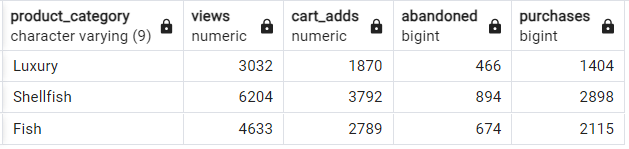 product_category views cart_adds abandoned purchases
character varying (9) numeric numeric bigint bigint
Luxury 3032 1870 466 1404
Shellfish 6204 3792 894 2898
Fish 4633 2789 674 2115